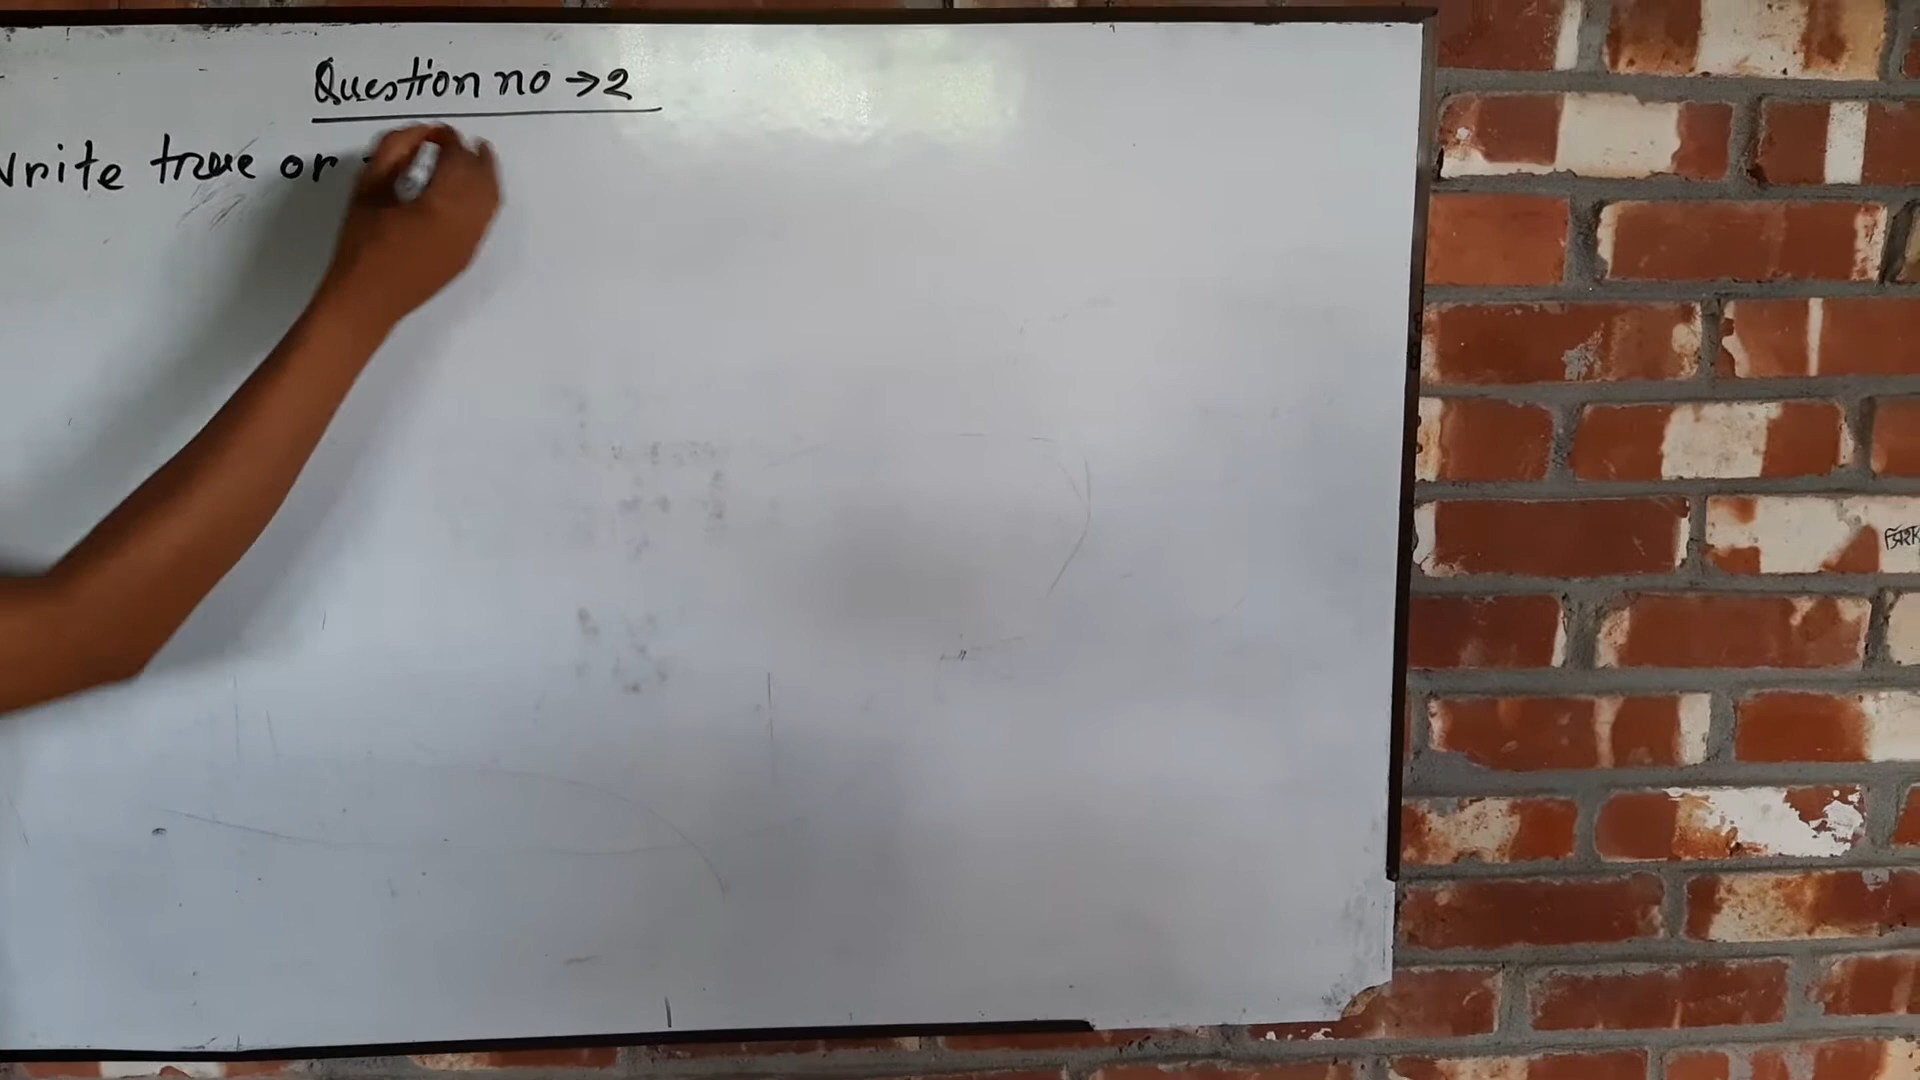 Question no → 2
Write true or